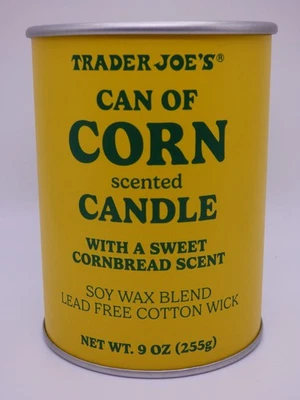 TRADER JOE'S®
CAN OF
CORN
scented
CANDLE
WITH A SWEET
CORNBREAD SCENT
SOY WAX BLEND
LEAD FREE COTTON WICK
NET WT. 9 OZ (255g)